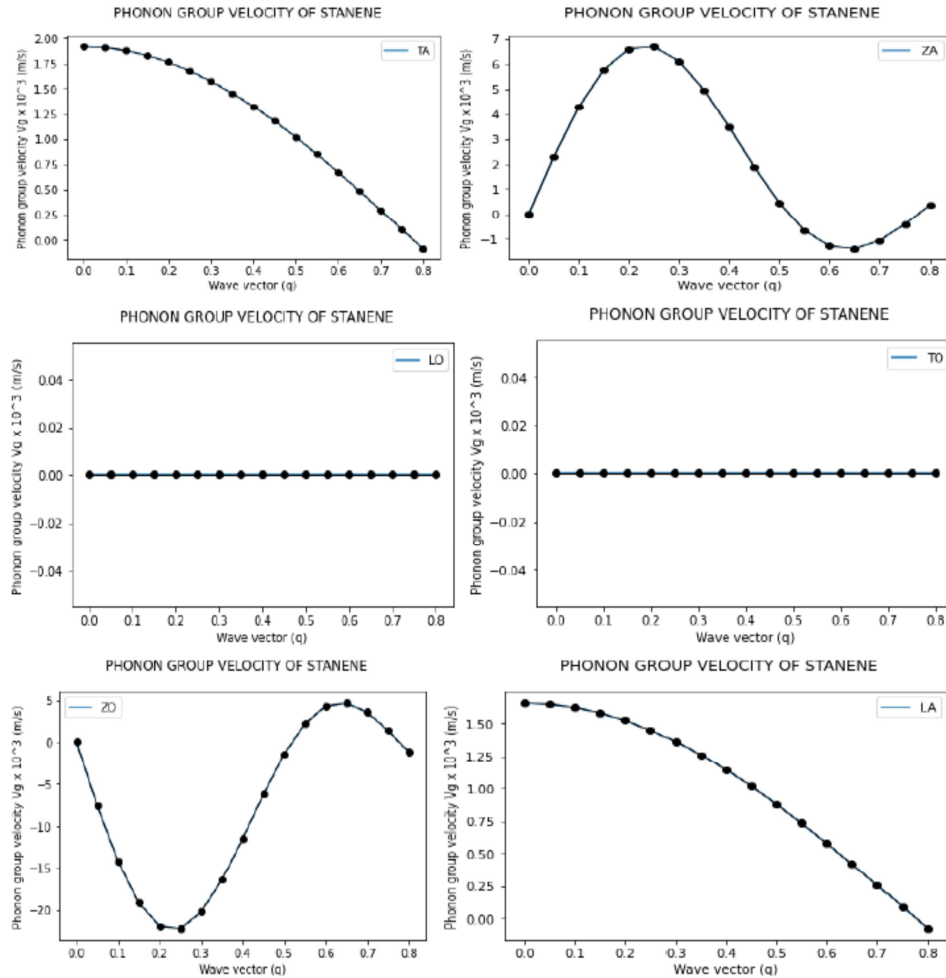 PHONON GROUP VELOCITY OF STANENE
Phonon group velocity Vg x 10^3 (m/s)
2.00
1.75
1.50
1.25
1.00
0.75
0.50
0.25
0.00
TA
0.0 0.1 0.2 0.3 0.4 0.5 0.6 0.7 0.8
Wave vector (q)
PHONON GROUP VELOCITY OF STANENE
Phonon group velocity Vg x 10^3 (m/s)
7
6
5
4
3
2
1
0
−1
ZA
0.0 0.1 0.2 0.3 0.4 0.5 0.6 0.7 0.8
Wave vector (q)
PHONON GROUP VELOCITY OF STANENE
Phonon group velocity Vg x 10^3 (m/s)
0.04
0.02
0.00
−0.02
−0.04
LO
0.0 0.1 0.2 0.3 0.4 0.5 0.6 0.7 0.8
Wave vector (q)
PHONON GROUP VELOCITY OF STANENE
Phonon group velocity Vg x 10^3 (m/s)
0.04
0.02
0.00
−0.02
−0.04
TO
0.0 0.1 0.2 0.3 0.4 0.5 0.6 0.7 0.8
Wave vector (q)
PHONON GROUP VELOCITY OF STANENE
Phonon group velocity Vg x 10^3 (m/s)
5
0
−5
−10
−15
−20
ZO
0.0 0.1 0.2 0.3 0.4 0.5 0.6 0.7 0.8
Wave vector (q)
PHONON GROUP VELOCITY OF STANENE
Phonon group velocity Vg x 10^3 (m/s)
1.50
1.25
1.00
0.75
0.50
0.25
0.00
LA
0.0 0.1 0.2 0.3 0.4 0.5 0.6 0.7 0.8
Wave vector (q)